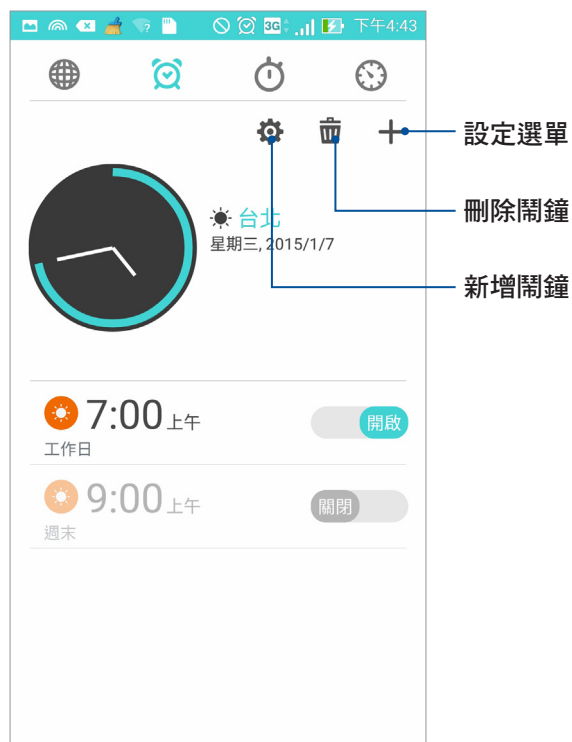 3G 下午4:43
設定選單
刪除鬧鐘
台北
星期三, 2015/1/7
新增鬧鐘
7:00 上午
開啟
工作日
9:00 上午
關閉
週末